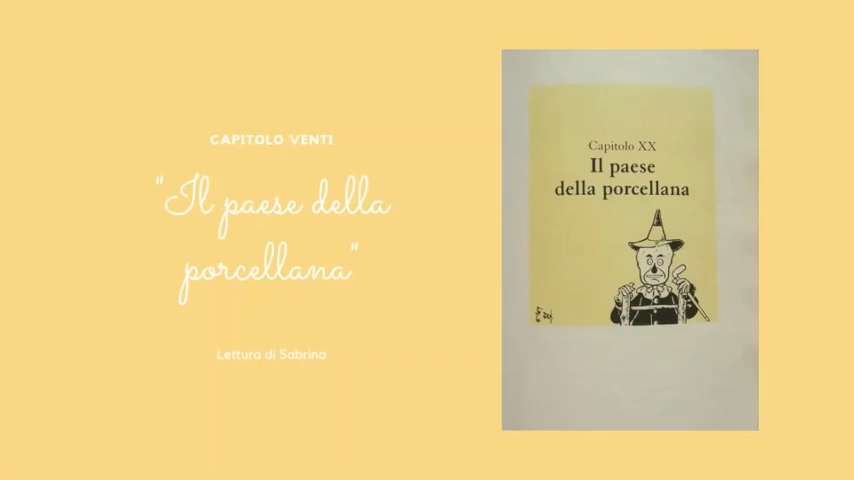 CAPITOLO VENTI
"Il paese della
porcellana"
Lettura di Sabrina
Capitolo XX
Il paese
della porcellana